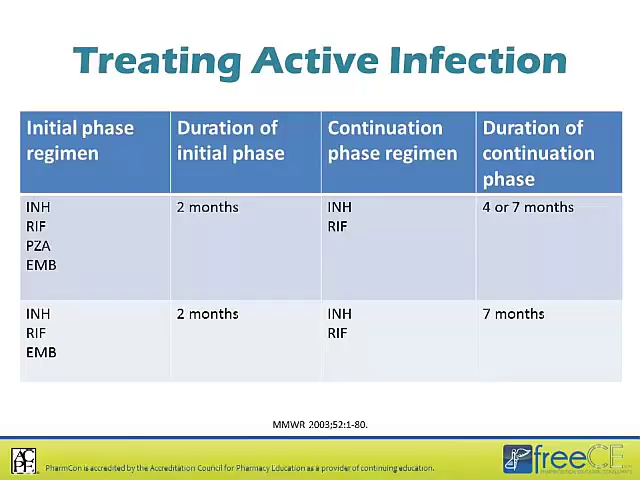 Treating Active Infection
Initial phase regimen
Duration of initial phase
Continuation phase regimen
Duration of continuation phase
INH
RIF
PZA
EMB
2 months
INH
RIF
4 or 7 months
INH
RIF
EMB
2 months
INH
RIF
7 months
MMWR 2003;52:1-80.
PharmCon is accredited by the Accreditation Council for Pharmacy Education as a provider of continuing education.
freeCE